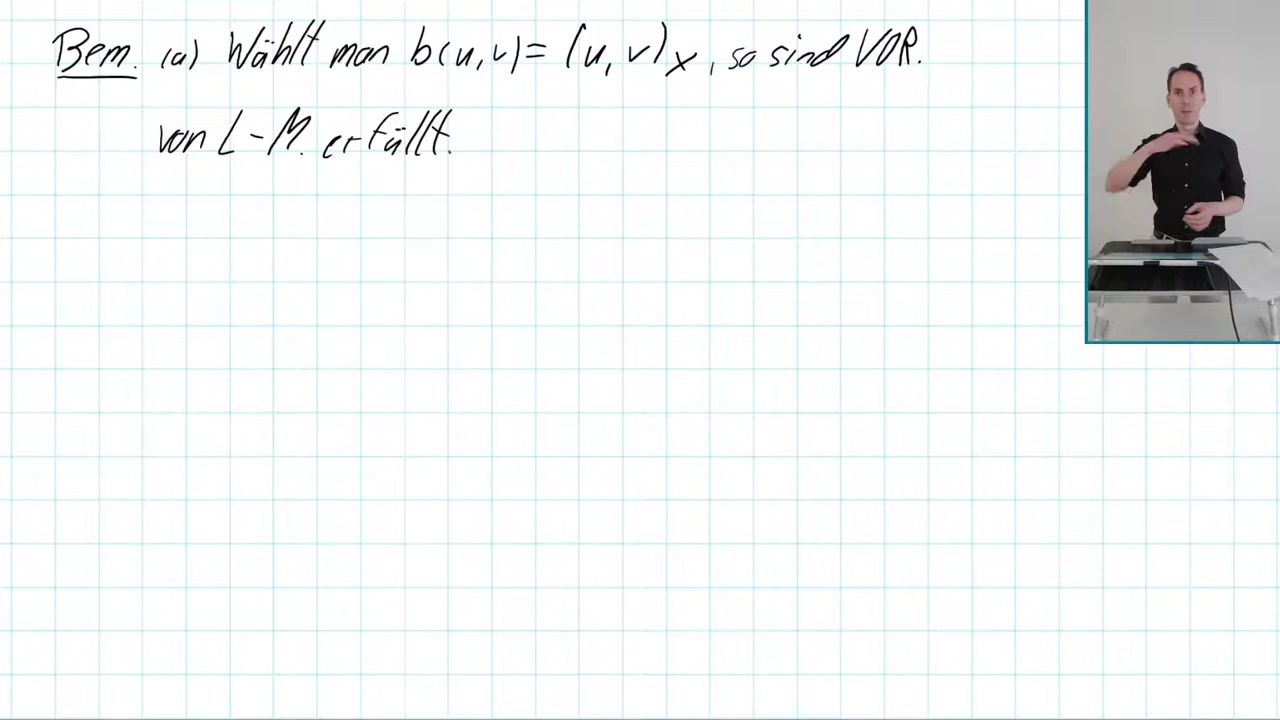 Bem. (a) Wählt man b(u,v) = (u,v)_X, so sind VOR.
von L-M. erfüllt.